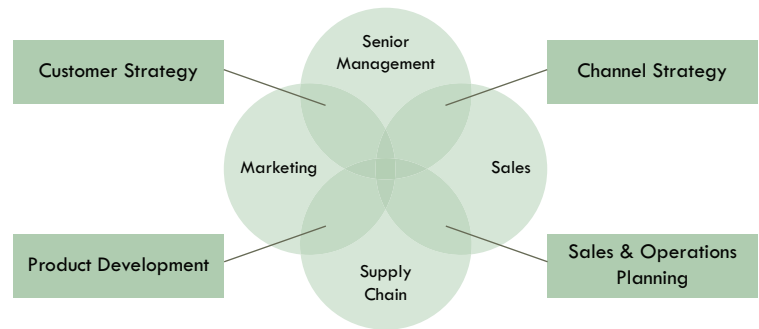 Senior
Management
Customer Strategy
Channel Strategy
Marketing
Sales
Product Development
Sales & Operations
Planning
Supply
Chain